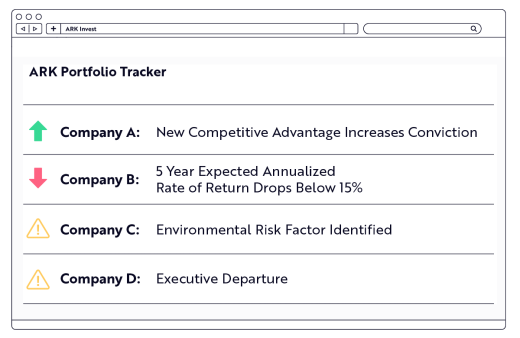 ARK Invest
ARK Portfolio Tracker
Company A: New Competitive Advantage Increases Conviction
Company B: 5 Year Expected Annualized
Rate of Return Drops Below 15%
Company C: Environmental Risk Factor Identified
Company D: Executive Departure